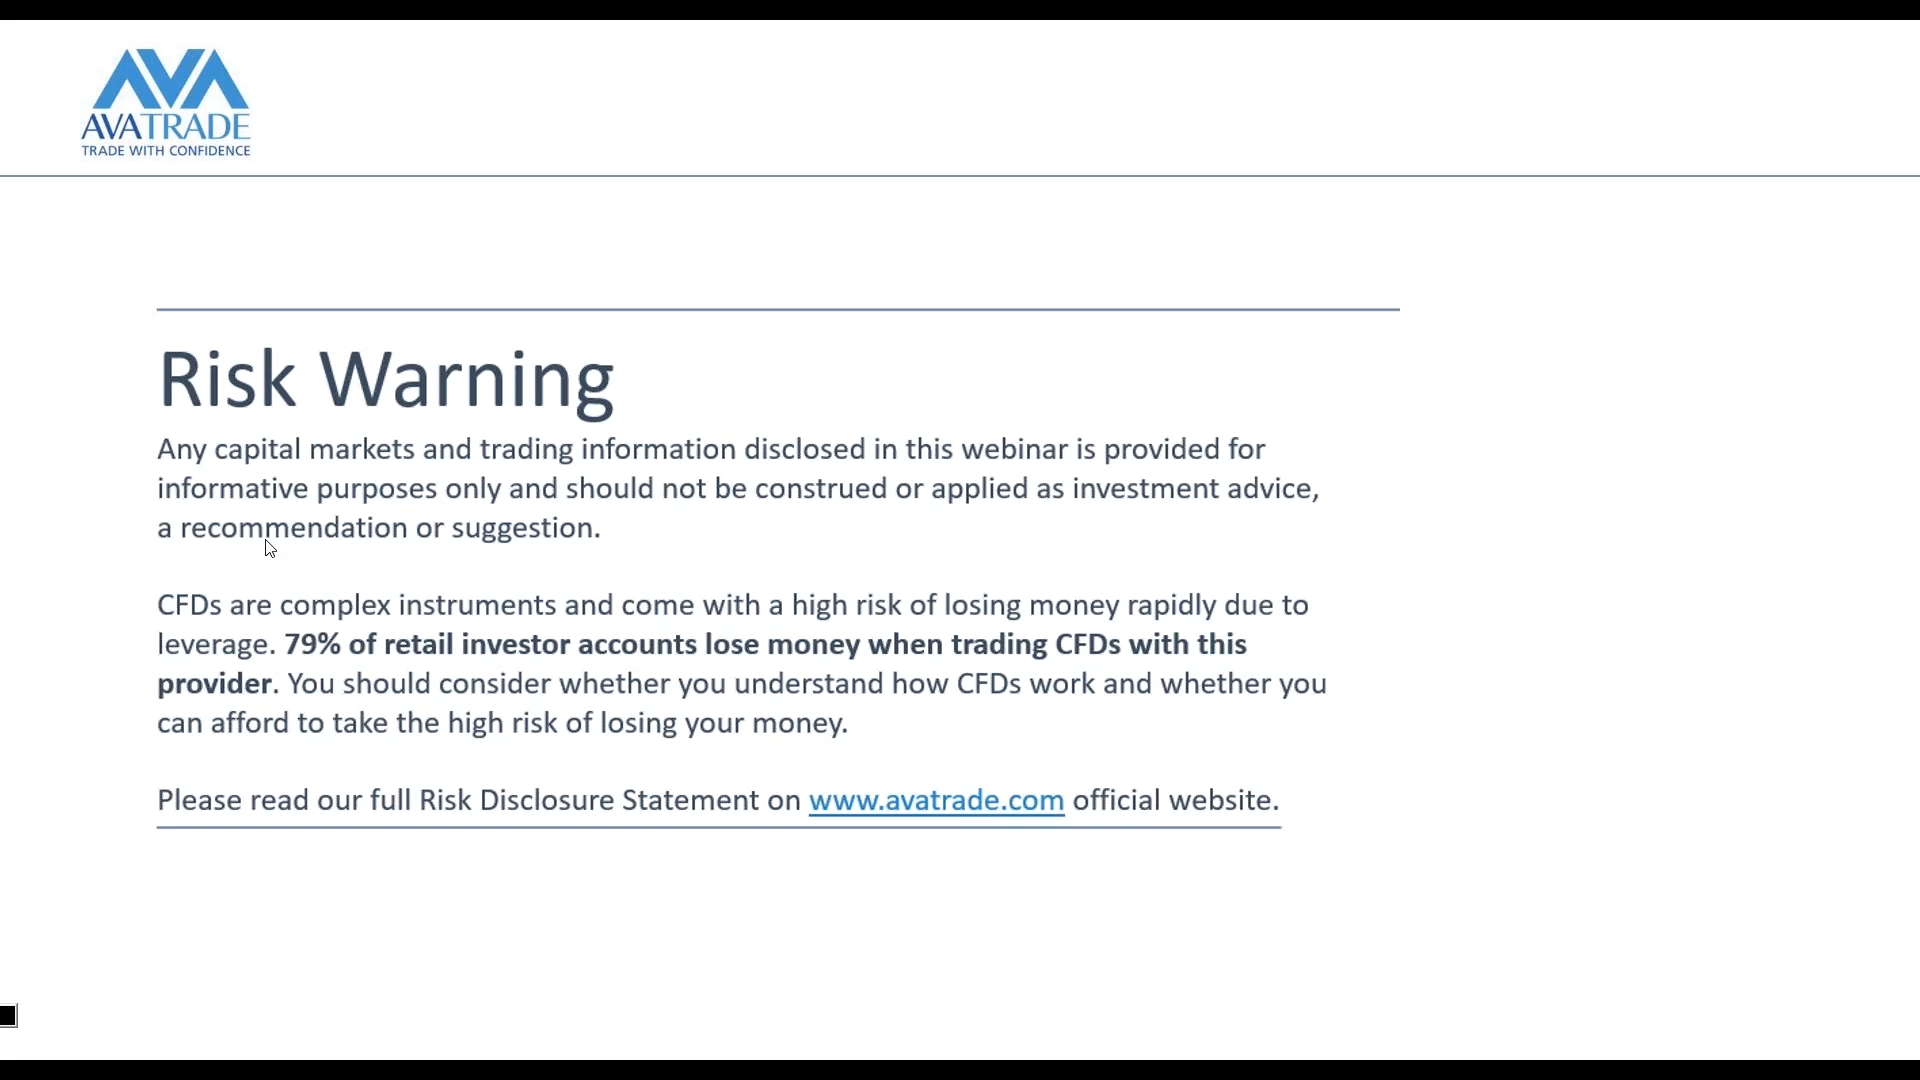 AVATRADE
TRADE WITH CONFIDENCE
Risk Warning
Any capital markets and trading information disclosed in this webinar is provided for
informative purposes only and should not be construed or applied as investment advice,
a recommendation or suggestion.
CFDs are complex instruments and come with a high risk of losing money rapidly due to
leverage. 79% of retail investor accounts lose money when trading CFDs with this
provider. You should consider whether you understand how CFDs work and whether you
can afford to take the high risk of losing your money.
Please read our full Risk Disclosure Statement on www.avatrade.com official website.